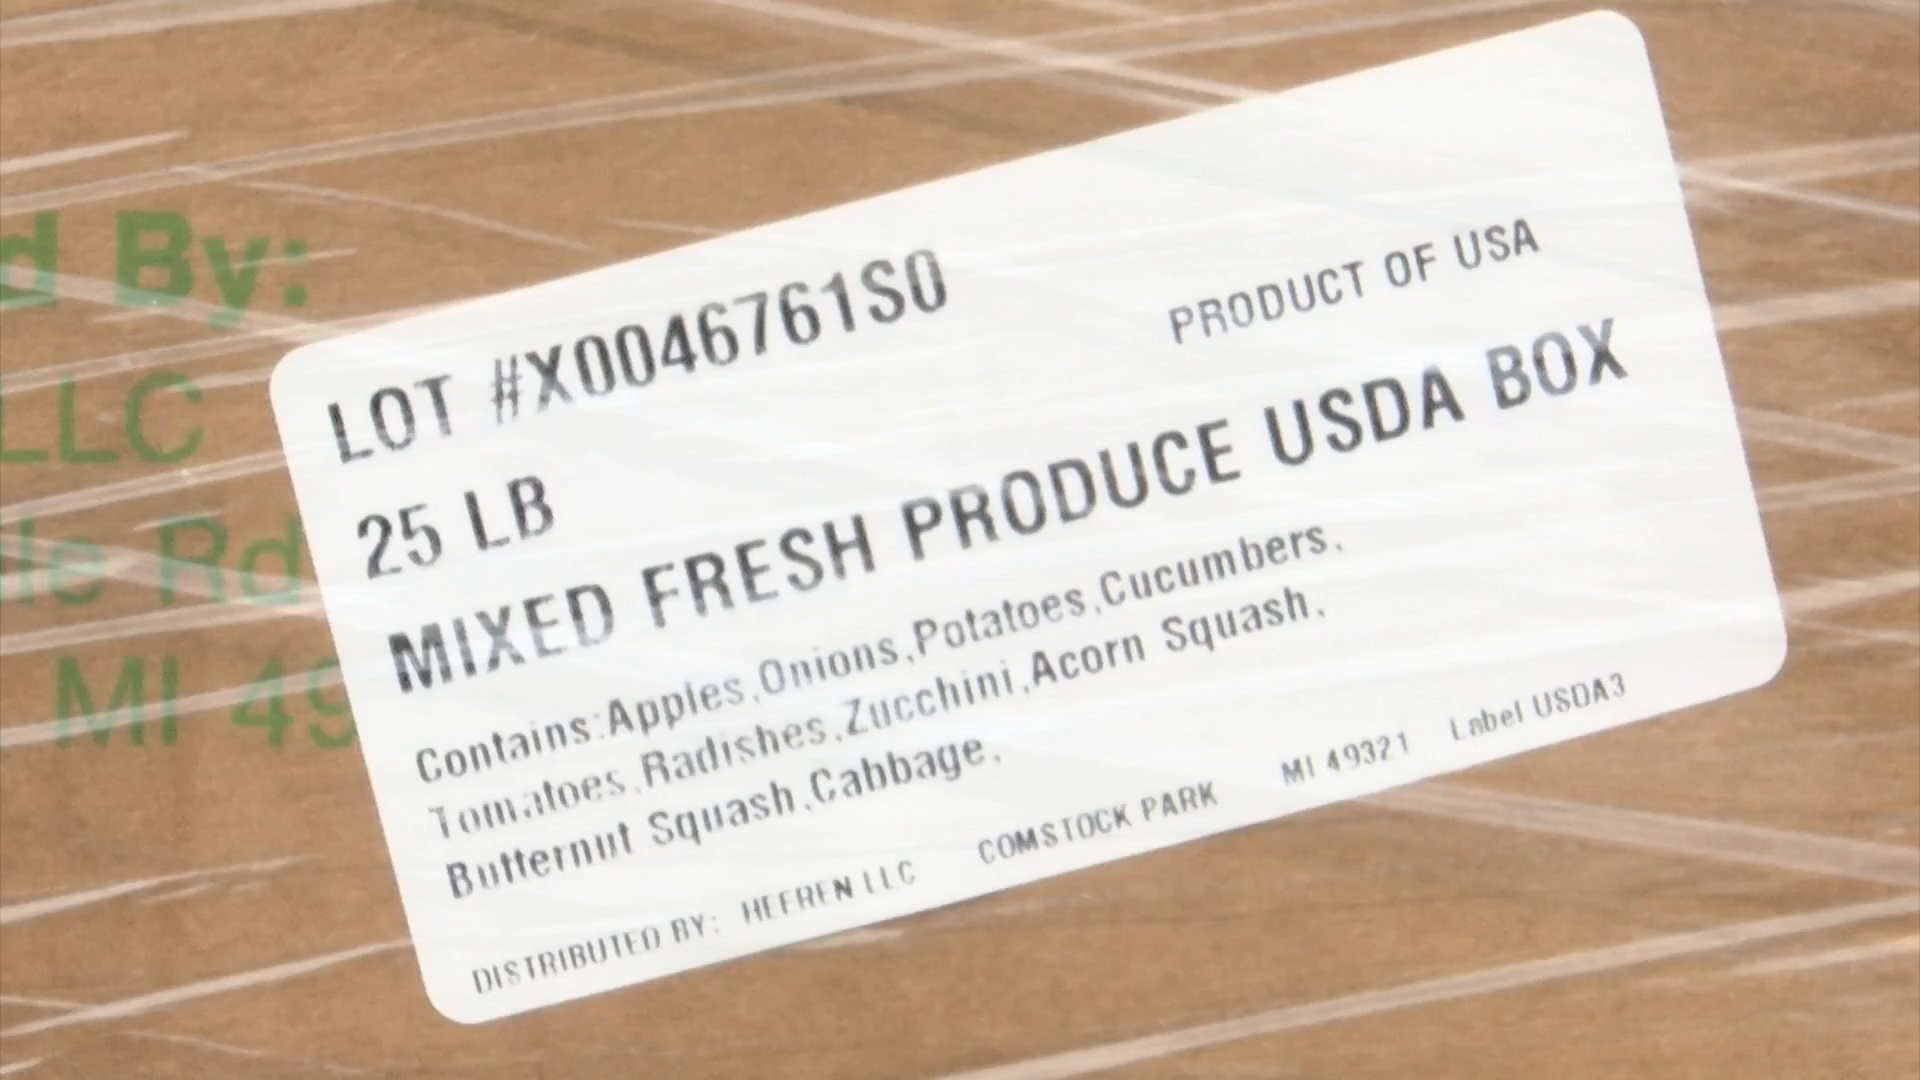 d By:
LLC
le Rd
MI 49
LOT #X0046761S0
PRODUCT OF USA
25 LB
MIXED FRESH PRODUCE USDA BOX
Contains:Apples,Onions,Potatoes,Cucumbers,
Tomatoes,Radishes,Zucchini,Acorn Squash,
Butternut Squash,Cabbage,
DISTRIBUTED BY: HEEREN LLC COMSTOCK PARK MI 49321 Label USDA3